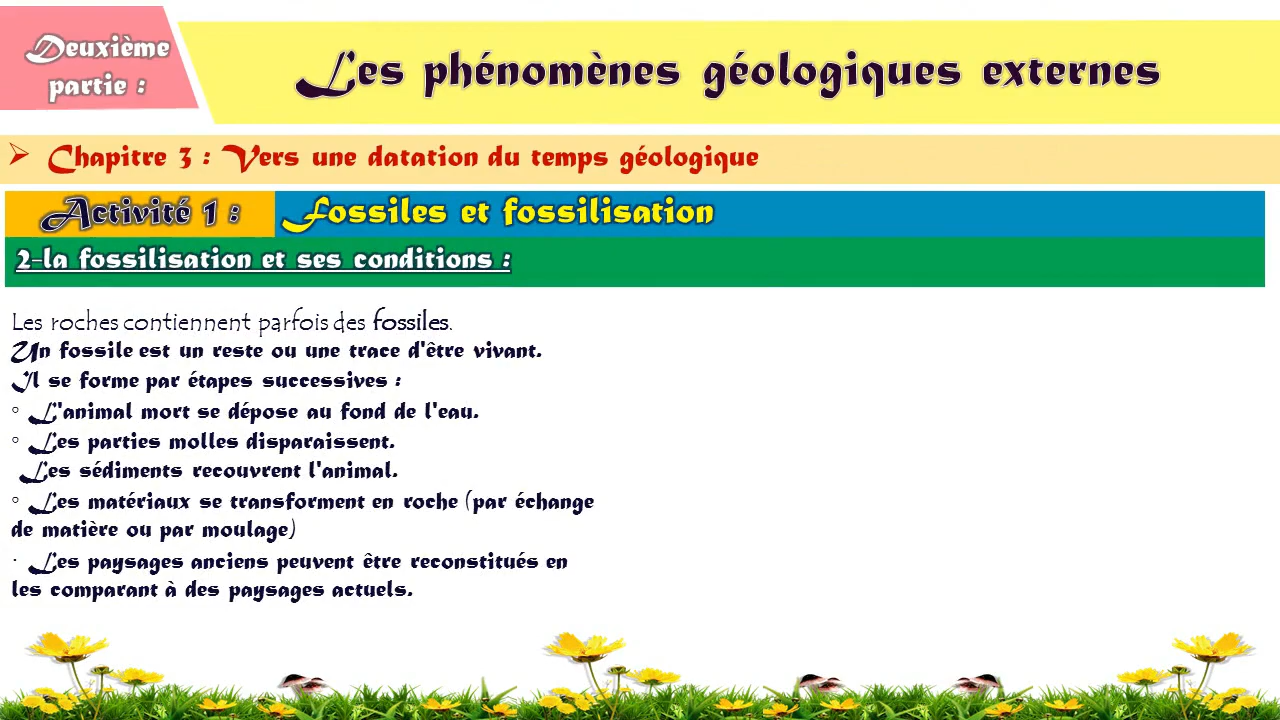 Deuxième
partie :
Les phénomènes géologiques externes
➢ Chapitre 3 : Vers une datation du temps géologique
Activité 1 :
Fossiles et fossilisation
2-la fossilisation et ses conditions :
Les roches contiennent parfois des fossiles.
Un fossile est un reste ou une trace d'être vivant.
Il se forme par étapes successives :
◦ L'animal mort se dépose au fond de l'eau.
◦ Les parties molles disparaissent.
Les sédiments recouvrent l'animal.
◦ Les matériaux se transforment en roche (par échange
de matière ou par moulage)
· Les paysages anciens peuvent être reconstitués en
les comparant à des paysages actuels.